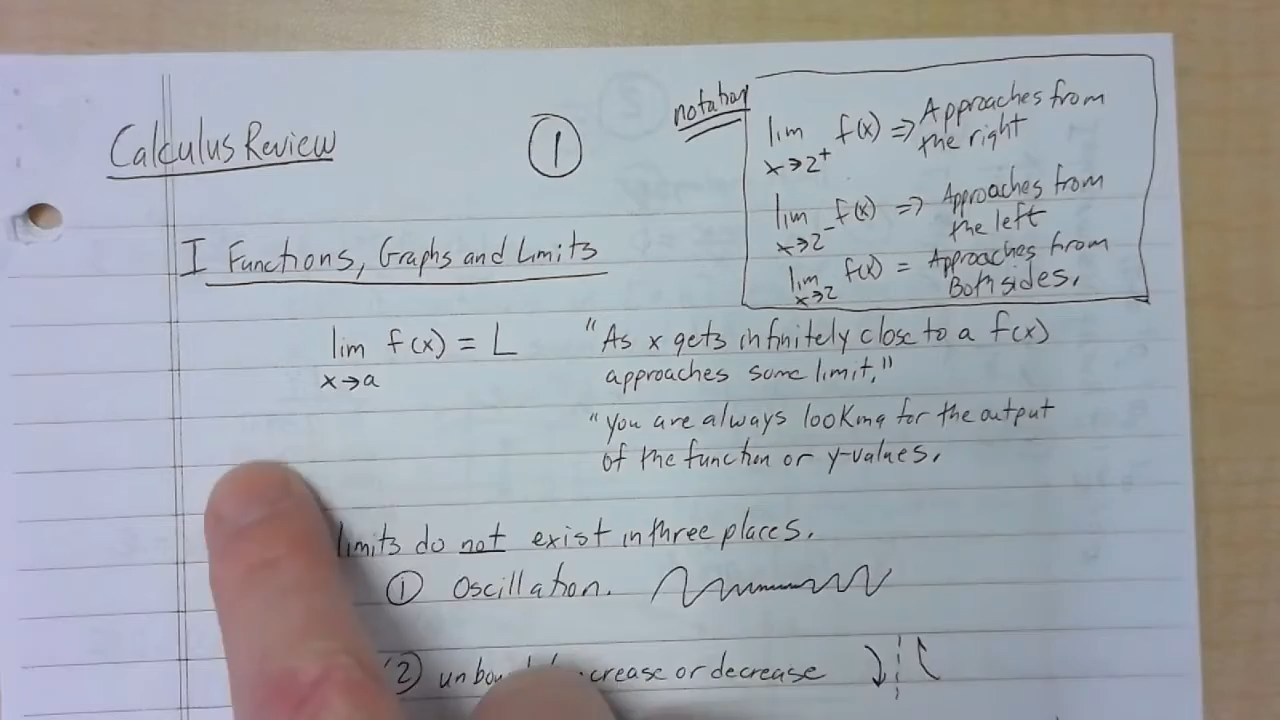 Calculus Review
1
notation
lim f(x) => Approaches from
x→2⁺ the right
lim f(x) => Approaches from
x→2⁻ the left
lim f(x) = Approaches from
x→2 Both sides.
I Functions, Graphs and Limits
lim f(x) = L
x→a
"As x gets infinitely close to a f(x)
approaches some limit."
"You are always looking for the output
of the function or y-values.
limits do not exist in three places.
① Oscillation.
② or decrease